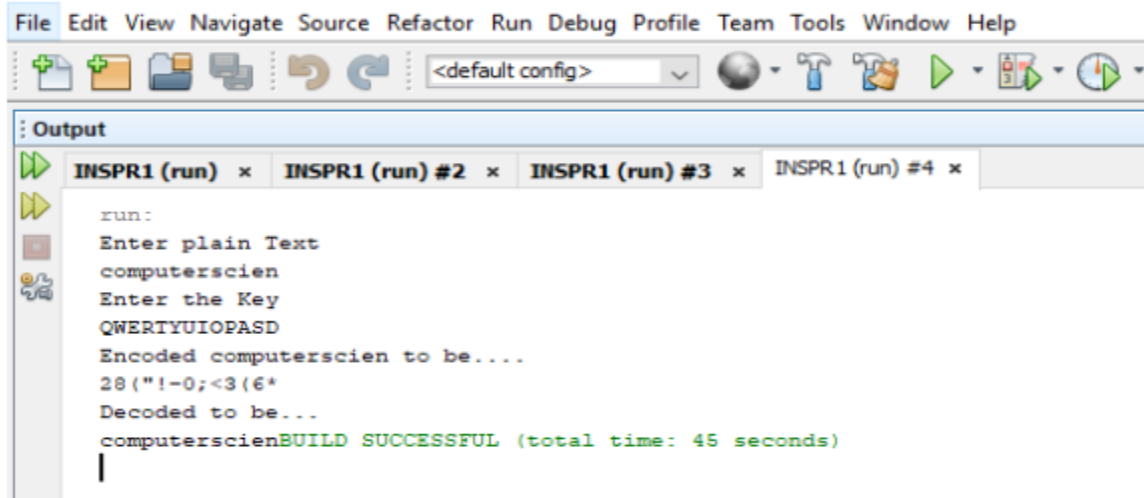 File Edit View Navigate Source Refactor Run Debug Profile Team Tools Window Help
<default config>
Output
INSPR1 (run) × INSPR1 (run) #2 × INSPR1 (run) #3 × INSPR1 (run) #4 ×
run:
Enter plain Text
computerscien
Enter the Key
QWERTYUIOPASD
Encoded computerscien to be....
28("!-0;<3(6*
Decoded to be...
computerscienBUILD SUCCESSFUL (total time: 45 seconds)